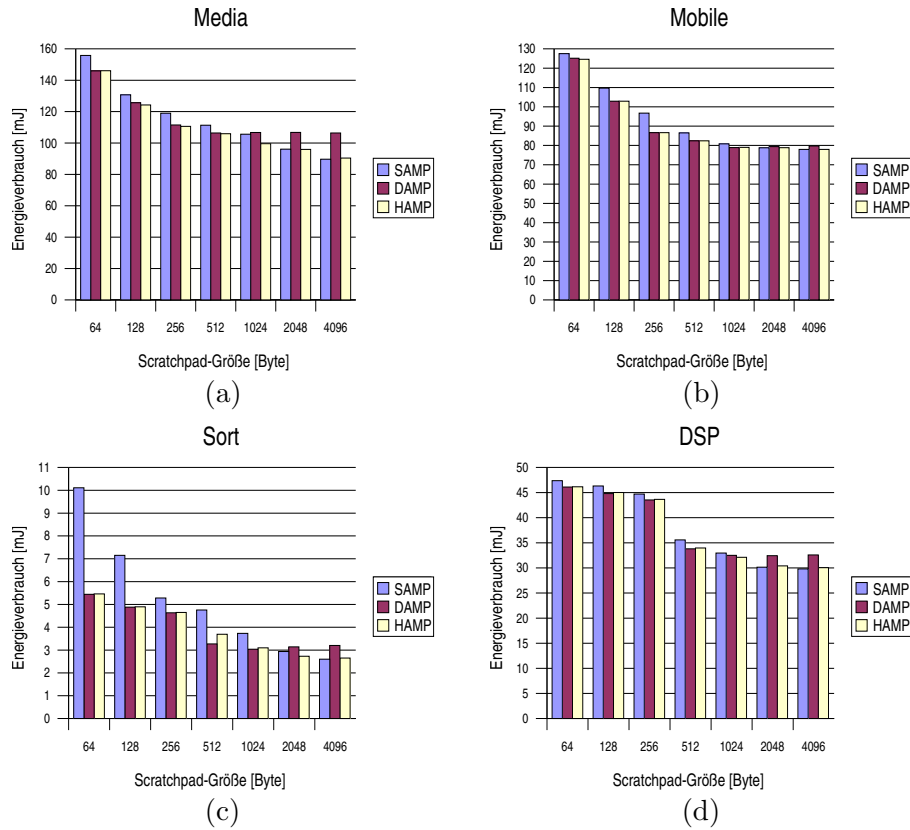 Media
160
140
120
100
80
60
40
20
0
Energieverbrauch [mJ]
64 128 256 512 1024 2048 4096
Scratchpad-Größe [Byte]
SAMP
DAMP
HAMP
(a)
Mobile
130
120
110
100
90
80
70
60
50
40
30
20
10
0
Energieverbrauch [mJ]
64 128 256 512 1024 2048 4096
Scratchpad-Größe [Byte]
SAMP
DAMP
HAMP
(b)
Sort
11
10
9
8
7
6
5
4
3
2
1
0
Energieverbrauch [mJ]
64 128 256 512 1024 2048 4096
Scratchpad-Größe [Byte]
SAMP
DAMP
HAMP
(c)
DSP
50
45
40
35
30
25
20
15
10
5
0
Energieverbrauch [mJ]
64 128 256 512 1024 2048 4096
Scratchpad-Größe [Byte]
SAMP
DAMP
HAMP
(d)